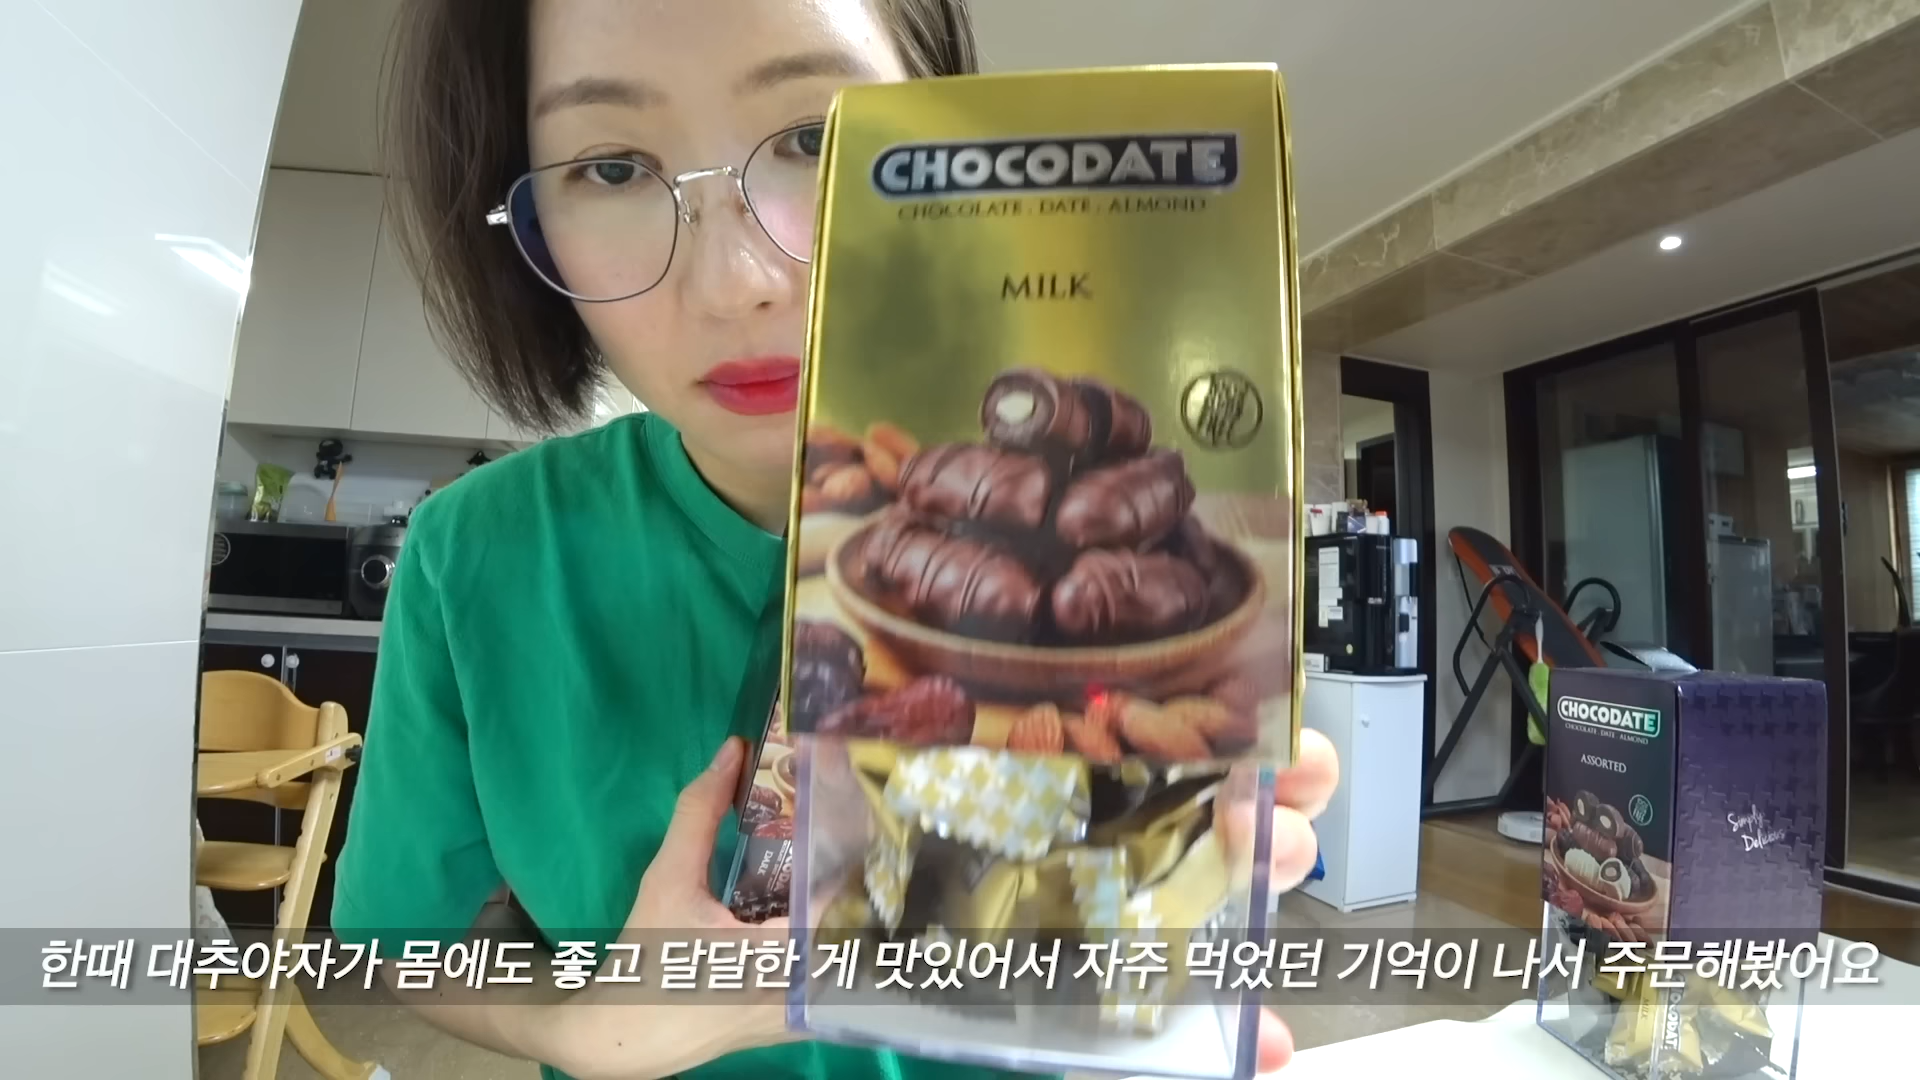 CHOCODATE
CHOCOLATE . DATE . ALMOND
MILK
DARK
CHOCODATE
CHOCOLATE . DATE . ALMOND
ASSORTED
Simply
Delicious
한때 대추야자가 몸에도 좋고 달달한 게 맛있어서 자주 먹었던 기억이 나서 주문해봤어요